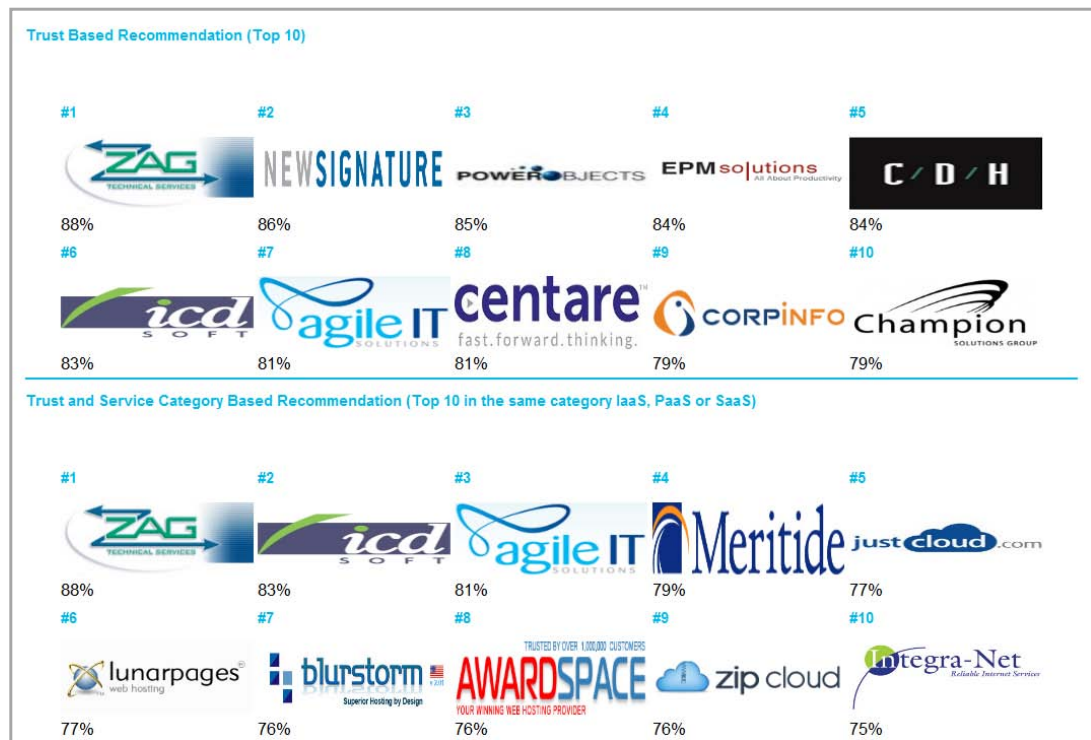 Trust Based Recommendation (Top 10)
#1 #2 #3 #4 #5
ZAG
TECHNICAL SERVICES
NEWSIGNATURE
POWEROBJECTS
EPMsolutions
All About Productivity
C/D/H
88% 86% 85% 84% 84%
#6 #7 #8 #9 #10
icd
SOFT
agile IT
SOLUTIONS
centare™
fast.forward.thinking.
CORPINFO
Champion
SOLUTIONS GROUP
83% 81% 81% 79% 79%
Trust and Service Category Based Recommendation (Top 10 in the same category IaaS, PaaS or SaaS)
#1 #2 #3 #4 #5
ZAG
TECHNICAL SERVICES
icd
SOFT
agile IT
SOLUTIONS
Meritide
justcloud.com
88% 83% 81% 79% 77%
#6 #7 #8 #9 #10
lunarpages®
web hosting
blurstorm
Superior Hosting by Design
TRUSTED BY OVER 1,000,000 CUSTOMERS
AWARDSPACE
YOUR WINNING WEB HOSTING PROVIDER
zip cloud
Integra-Net
Reliable Internet Services
77% 76% 76% 76% 75%